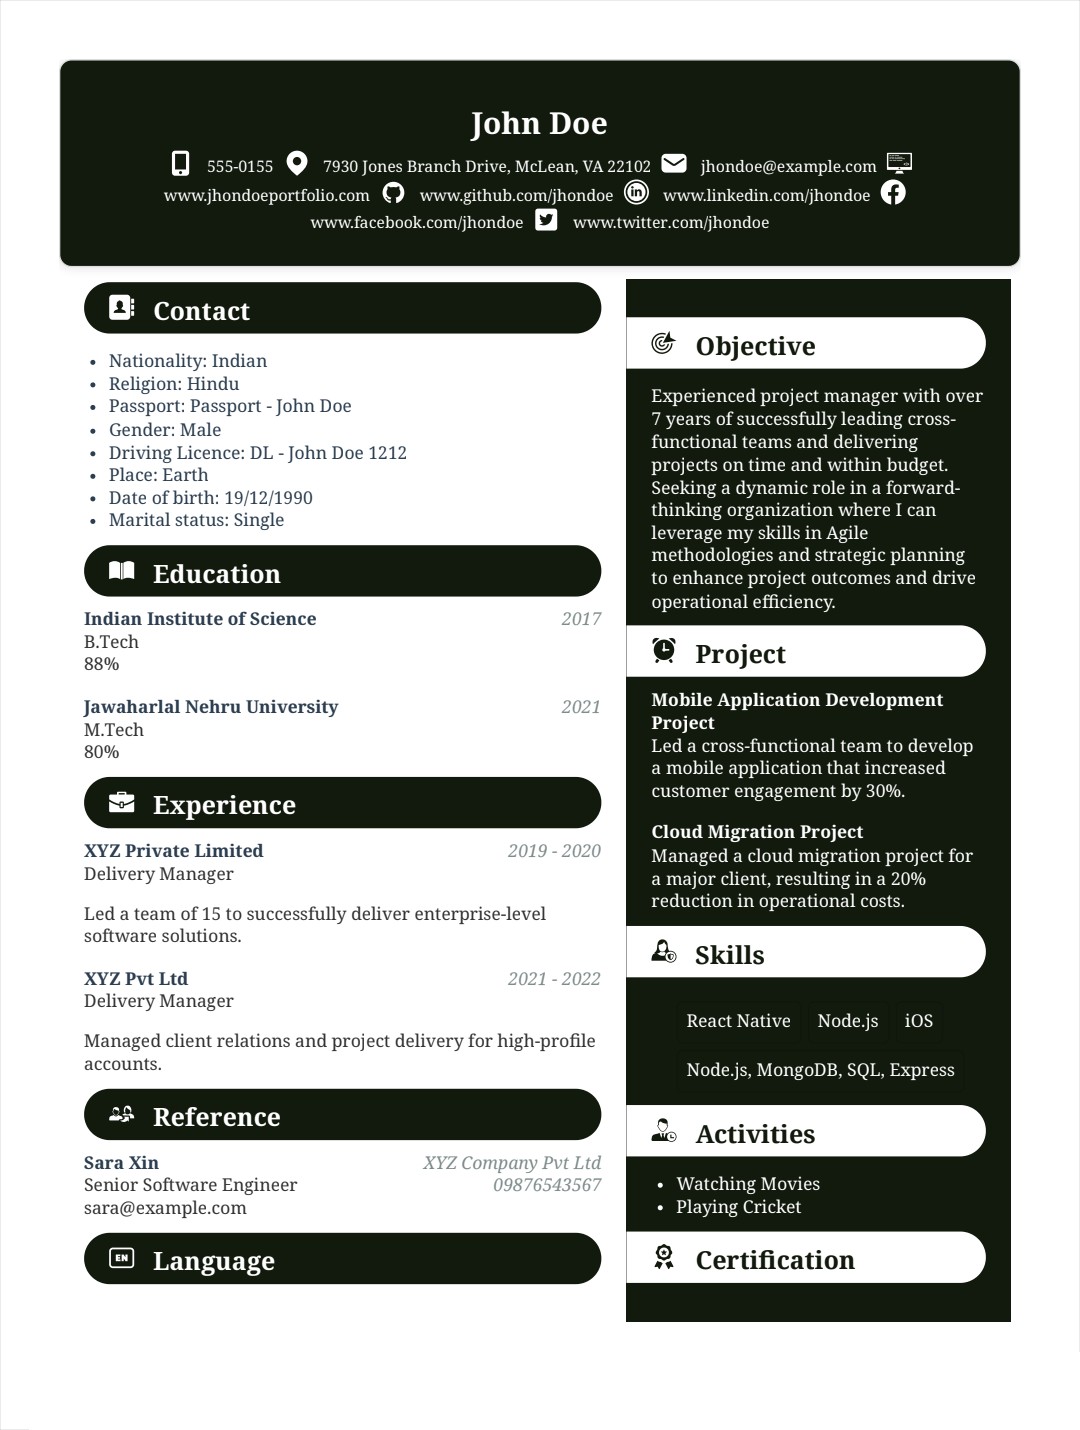 John Doe
555-0155 7930 Jones Branch Drive, McLean, VA 22102 jhondoe@example.com
www.jhondoeportfolio.com www.github.com/jhondoe www.linkedin.com/jhondoe
www.facebook.com/jhondoe www.twitter.com/jhondoe
Contact
• Nationality: Indian
• Religion: Hindu
• Passport: Passport - John Doe
• Gender: Male
• Driving Licence: DL - John Doe 1212
• Place: Earth
• Date of birth: 19/12/1990
• Marital status: Single
Education
Indian Institute of Science 2017
B.Tech
88%
Jawaharlal Nehru University 2021
M.Tech
80%
Experience
XYZ Private Limited 2019 - 2020
Delivery Manager
Led a team of 15 to successfully deliver enterprise-level
software solutions.
XYZ Pvt Ltd 2021 - 2022
Delivery Manager
Managed client relations and project delivery for high-profile
accounts.
Reference
Sara Xin XYZ Company Pvt Ltd
Senior Software Engineer 09876543567
sara@example.com
EN Language
Objective
Experienced project manager with over
7 years of successfully leading cross-
functional teams and delivering
projects on time and within budget.
Seeking a dynamic role in a forward-
thinking organization where I can
leverage my skills in Agile
methodologies and strategic planning
to enhance project outcomes and drive
operational efficiency.
Project
Mobile Application Development
Project
Led a cross-functional team to develop
a mobile application that increased
customer engagement by 30%.
Cloud Migration Project
Managed a cloud migration project for
a major client, resulting in a 20%
reduction in operational costs.
Skills
React Native Node.js iOS
Node.js, MongoDB, SQL, Express
Activities
• Watching Movies
• Playing Cricket
Certification